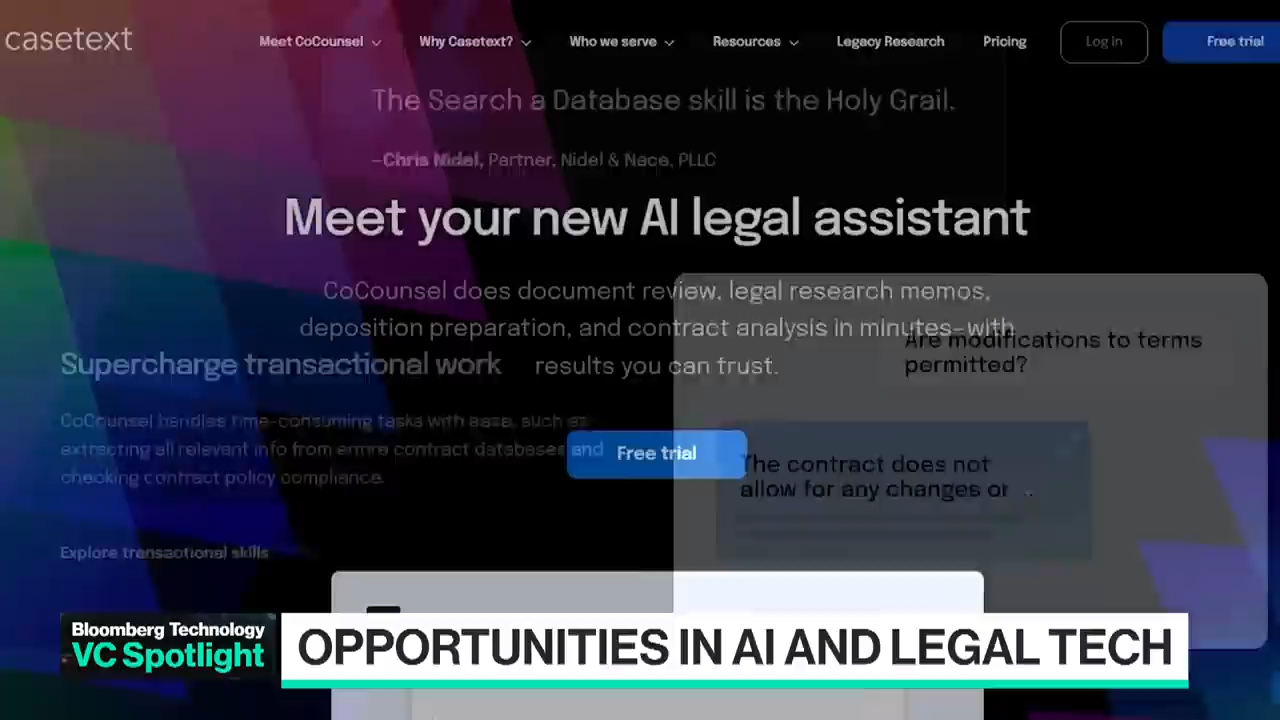 casetext
Meet CoCounsel
Why Casetext?
Who we serve
Resources
Legacy Research
Pricing
Log in
Free trial
The Search a Database skill is the Holy Grail.
—Chris Nidel, Partner, Nidel & Nace, PLLC
Meet your new AI legal assistant
CoCounsel does document review, legal research memos,
deposition preparation, and contract analysis in minutes—with
results you can trust.
Are modifications to terms
permitted?
Supercharge transactional work
CoCounsel handles time-consuming tasks with ease, such as
extracting all relevant info from entire contract databases and
checking contract policy compliance.
Free trial
The contract does not
allow for any changes or ..
Explore transactional skills
Bloomberg Technology
VC Spotlight
OPPORTUNITIES IN AI AND LEGAL TECH